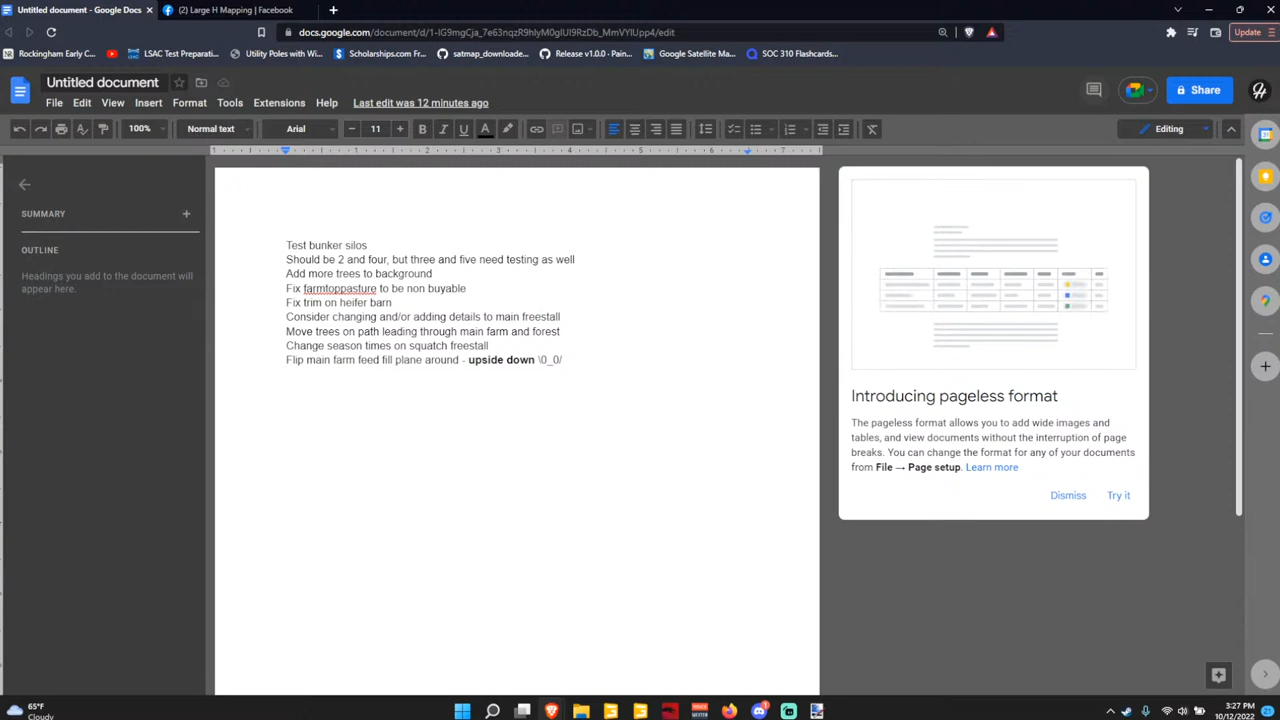 Untitled document - Google Docs
(2) Large H Mapping | Facebook
docs.google.com/document/d/1-IG9mgCja_7e63nqzR9hlyM0glUI9RzDb_MmVYlUpp4/edit
Update
Rockingham Early C...
LSAC Test Preparati...
Utility Poles with Wi...
Scholarships.com Fr...
satmap_downloade...
Release v1.0.0 · Pain...
Google Satellite Ma...
SOC 310 Flashcards...
Untitled document
File Edit View Insert Format Tools Extensions Help Last edit was 12 minutes ago
Share
100% Normal text Arial 11 Editing
1 1 2 3 4 5 6 7
SUMMARY
OUTLINE
Headings you add to the document will
appear here.
Test bunker silos
Should be 2 and four, but three and five need testing as well
Add more trees to background
Fix farmtoppasture to be non buyable
Fix trim on heifer barn
Consider changing and/or adding details to main freestall
Move trees on path leading through main farm and forest
Change season times on squatch freestall
Flip main farm feed fill plane around - upside down \0_0/
Introducing pageless format
The pageless format allows you to add wide images and
tables, and view documents without the interruption of page
breaks. You can change the format for any of your documents
from File → Page setup. Learn more
Dismiss Try it
65°F
Cloudy
3:27 PM
10/12/2022